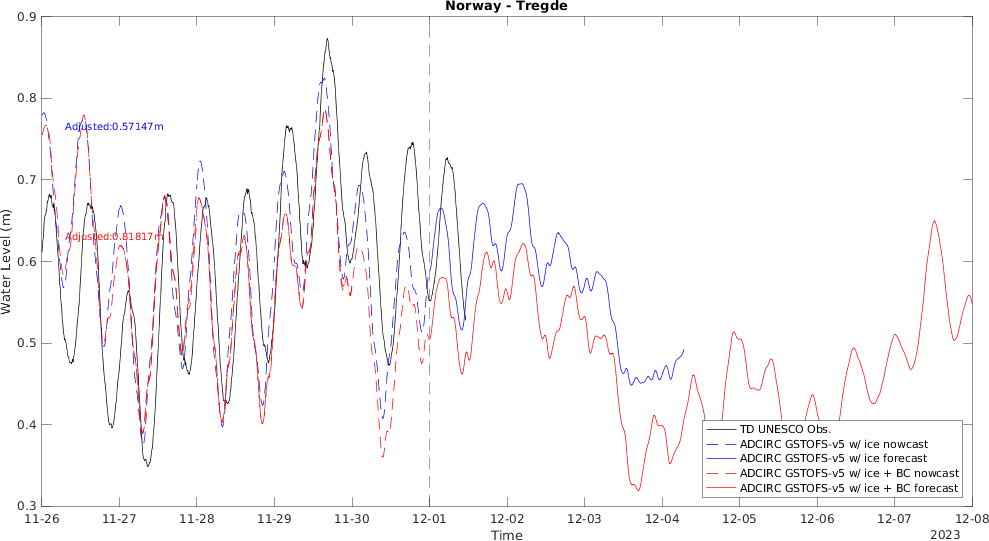 Norway - Tregde
0.9
0.8
0.7
0.6
0.5
0.4
0.3
Water Level (m)
Adjusted:0.57147m
Adjusted:0.81817m
TD UNESCO Obs.
ADCIRC GSTOFS-v5 w/ ice nowcast
ADCIRC GSTOFS-v5 w/ ice forecast
ADCIRC GSTOFS-v5 w/ ice + BC nowcast
ADCIRC GSTOFS-v5 w/ ice + BC forecast
11-26 11-27 11-28 11-29 11-30 12-01 12-02 12-03 12-04 12-05 12-06 12-07 12-08
Time
2023